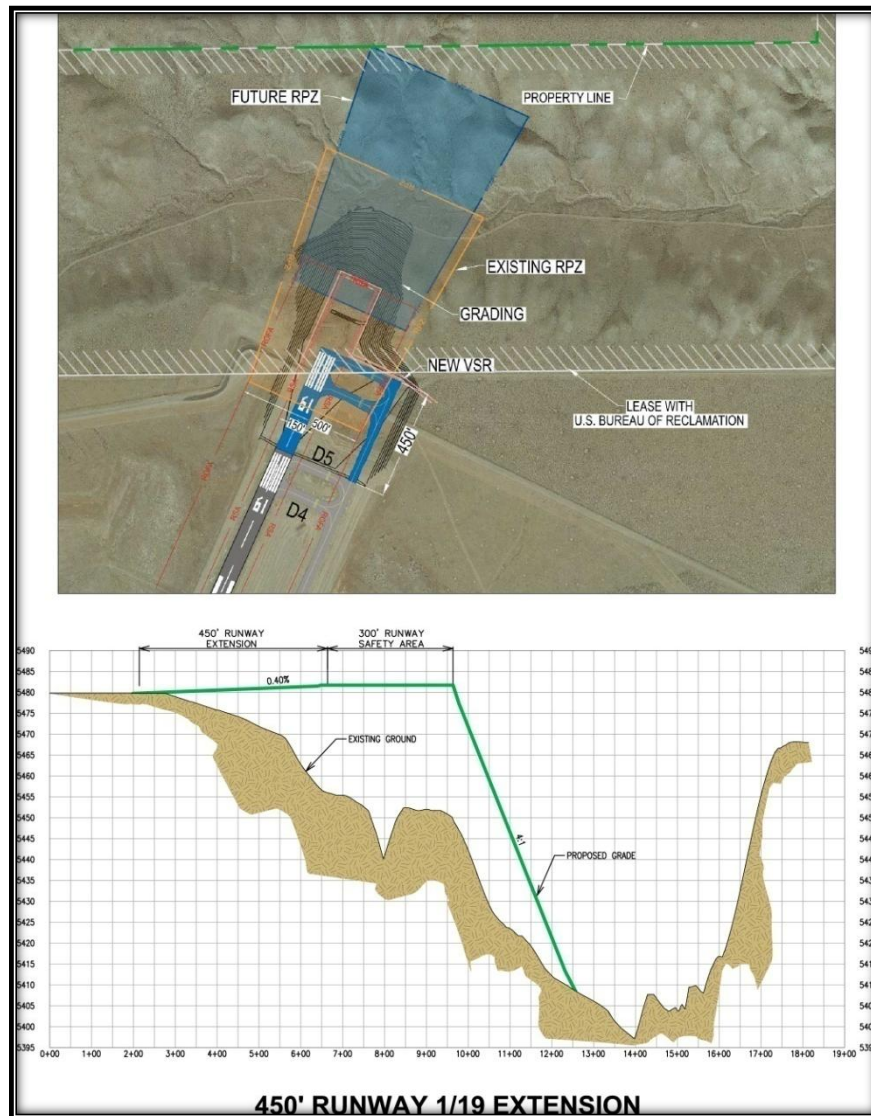 FUTURE RPZ
PROPERTY LINE
EXISTING RPZ
GRADING
NEW VSR
LEASE WITH
U.S. BUREAU OF RECLAMATION
19
150'
500'
450'
D5
19
D4
ROFA
RSA
RSA
ROFA
450' RUNWAY
EXTENSION
300' RUNWAY
SAFETY AREA
0.40%
EXISTING GROUND
4:1
PROPOSED GRADE
5490
5485
5480
5475
5470
5465
5460
5455
5450
5445
5440
5435
5430
5425
5420
5415
5410
5405
5400
5395
0+00 1+00 2+00 3+00 4+00 5+00 6+00 7+00 8+00 9+00 10+00 11+00 12+00 13+00 14+00 15+00 16+00 17+00 18+00 19+00
450' RUNWAY 1/19 EXTENSION